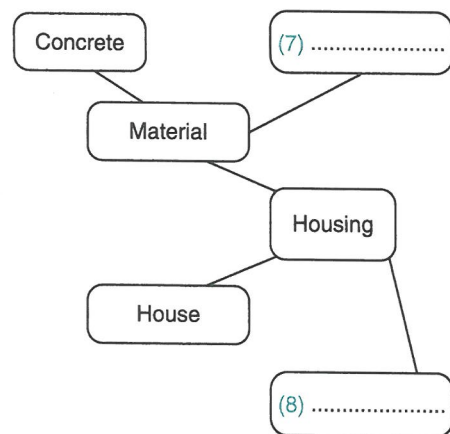 Concrete
(7) ......................
Material
Housing
House
(8) ......................